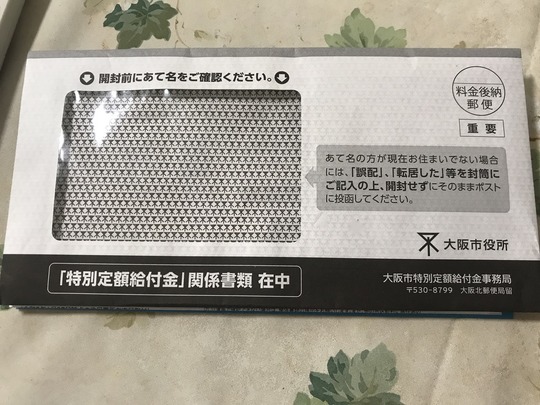 開封前にあて名をご確認ください。
料金後納
郵便
重要
あて名の方が現在お住まいでない場合
には、「誤配」、「転居した」等を封筒に
ご記入の上、開封せずにそのままポスト
に投函してください。
大阪市役所
「特別定額給付金」関係書類 在中
大阪市特別定額給付金事務局
〒530-8799 大阪北郵便局留